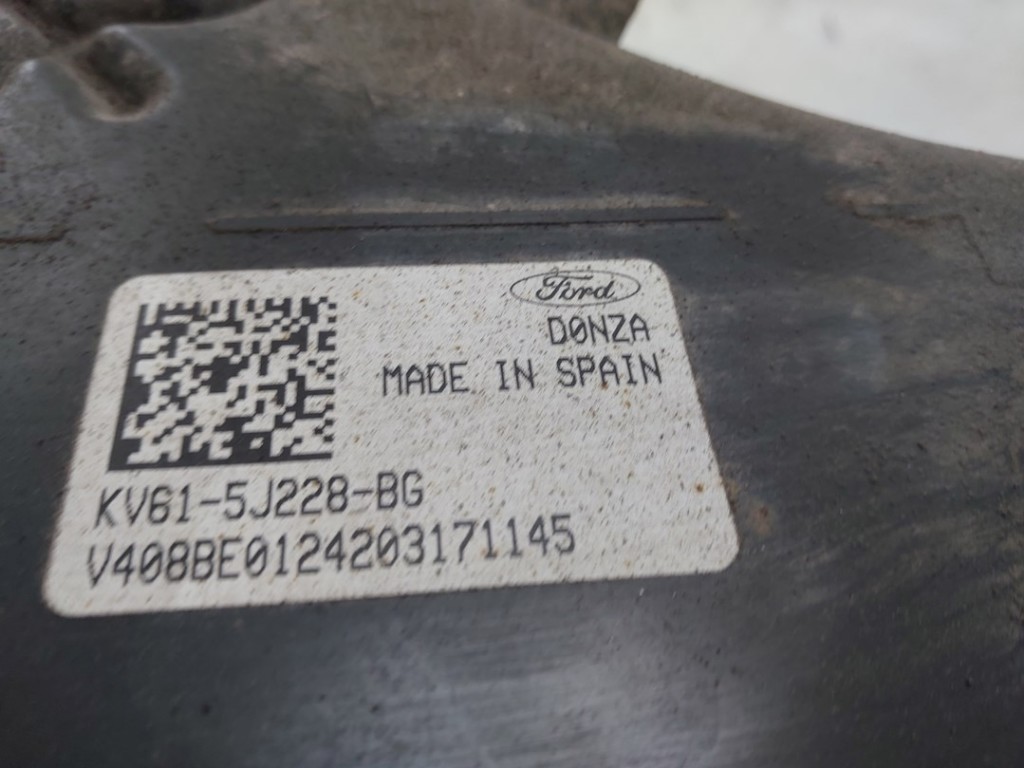 Ford
D0NZA
MADE IN SPAIN
KV61-5J228-BG
V408BE0124203171145